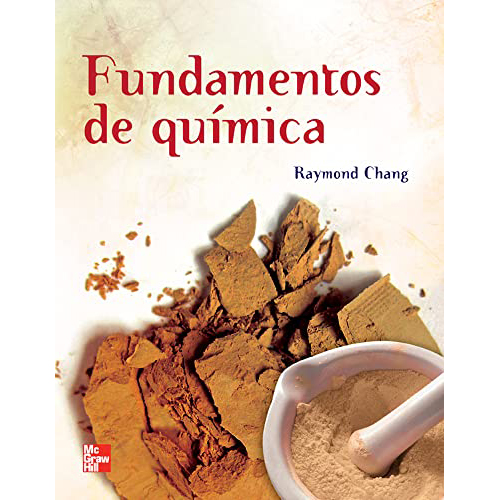 Fundamentos
de química
Raymond Chang
Mc
Graw
Hill